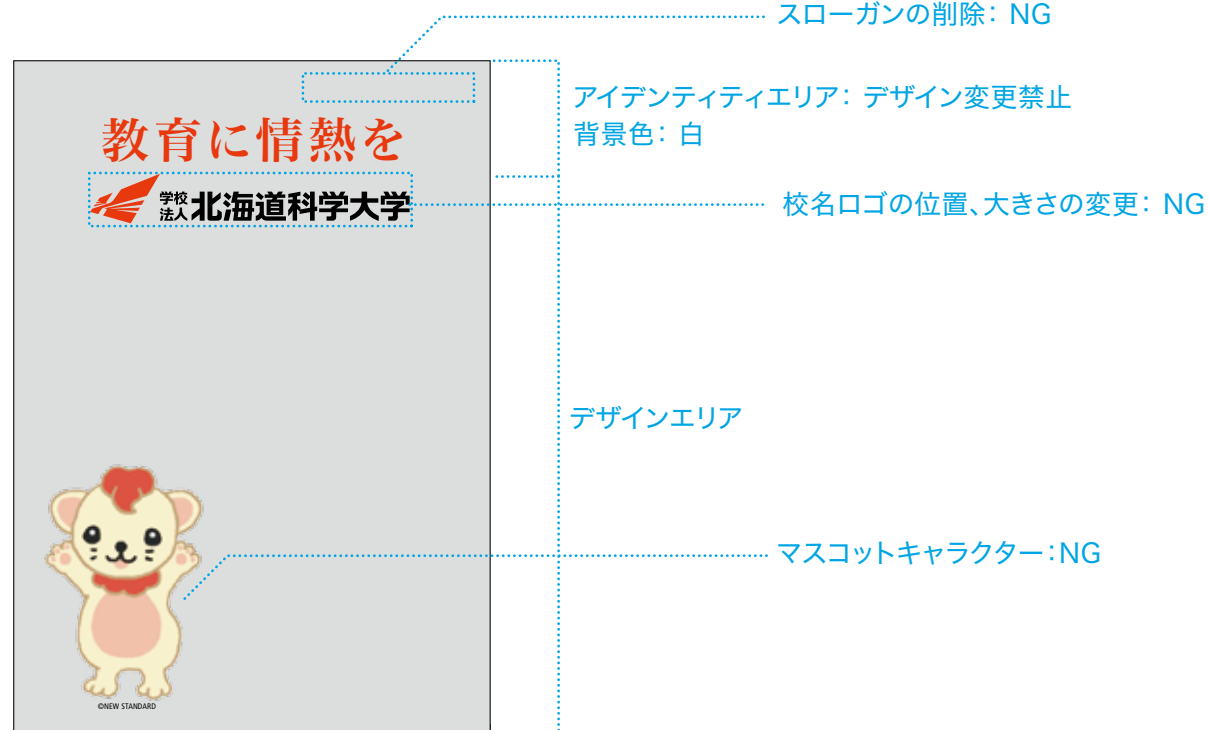 スローガンの削除： NG
アイデンティティエリア： デザイン変更禁止
背景色： 白
教育に情熱を
学校法人 北海道科学大学
校名ロゴの位置、大きさの変更： NG
デザインエリア
マスコットキャラクター：NG
©NEW STANDARD